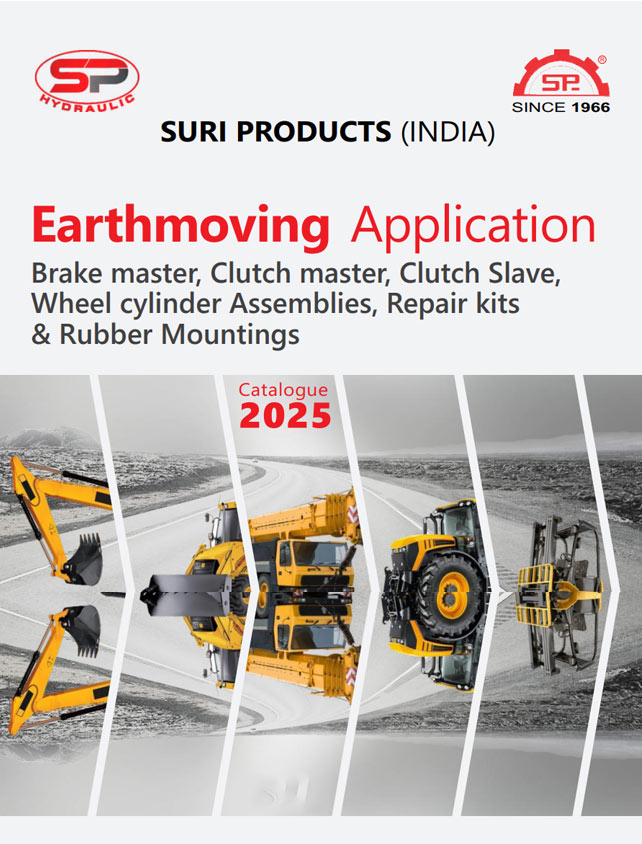 SP
HYDRAULIC
SP ®
SINCE 1966
SURI PRODUCTS (INDIA)
Earthmoving Application
Brake master, Clutch master, Clutch Slave,
Wheel cylinder Assemblies, Repair kits
& Rubber Mountings
Catalogue
2025